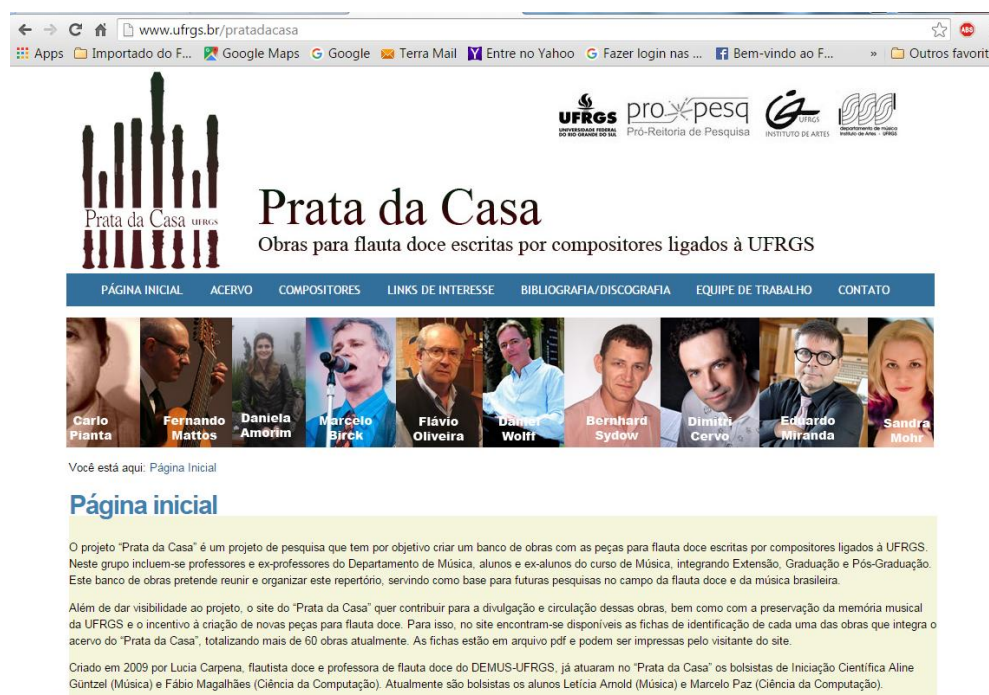 www.ufrgs.br/pratadacasa
Apps Importado do F... Google Maps Google Terra Mail Entre no Yahoo Fazer login nas ... Bem-vindo ao F... » Outros favorit
UFRGS
UNIVERSIDADE FEDERAL
DO RIO GRANDE DO SUL
propesq
Pró-Reitoria de Pesquisa
UFRGS
INSTITUTO DE ARTES
departamento de música
Instituto de Artes - UFRGS
Prata da Casa UFRGS
Prata da Casa
Obras para flauta doce escritas por compositores ligados à UFRGS
PÁGINA INICIAL ACERVO COMPOSITORES LINKS DE INTERESSE BIBLIOGRAFIA/DISCOGRAFIA EQUIPE DE TRABALHO CONTATO
Carlo Pianta
Fernando Mattos
Daniela Amorim
Marcelo Birck
Flávio Oliveira
Daniel Wolff
Bernhard Sydow
Dimitri Cervo
Eduardo Miranda
Sandra Mohr
Você está aqui: Página Inicial
Página inicial
O projeto "Prata da Casa" é um projeto de pesquisa que tem por objetivo criar um banco de obras com as peças para flauta doce escritas por compositores ligados à UFRGS.
Neste grupo incluem-se professores e ex-professores do Departamento de Música, alunos e ex-alunos do curso de Música, integrando Extensão, Graduação e Pós-Graduação.
Este banco de obras pretende reunir e organizar este repertório, servindo como base para futuras pesquisas no campo da flauta doce e da música brasileira.
Além de dar visibilidade ao projeto, o site do "Prata da Casa" quer contribuir para a divulgação e circulação dessas obras, bem como com a preservação da memória musical
da UFRGS e o incentivo à criação de novas peças para flauta doce. Para isso, no site encontram-se disponíveis as fichas de identificação de cada uma das obras que integra o
acervo do "Prata da Casa", totalizando mais de 60 obras atualmente. As fichas estão em arquivo pdf e podem ser impressas pelo visitante do site.
Criado em 2009 por Lucia Carpena, flautista doce e professora de flauta doce do DEMUS-UFRGS, já atuaram no "Prata da Casa" os bolsistas de Iniciação Científica Aline
Güntzel (Música) e Fábio Magalhães (Ciência da Computação). Atualmente são bolsistas os alunos Letícia Arnold (Música) e Marcelo Paz (Ciência da Computação).